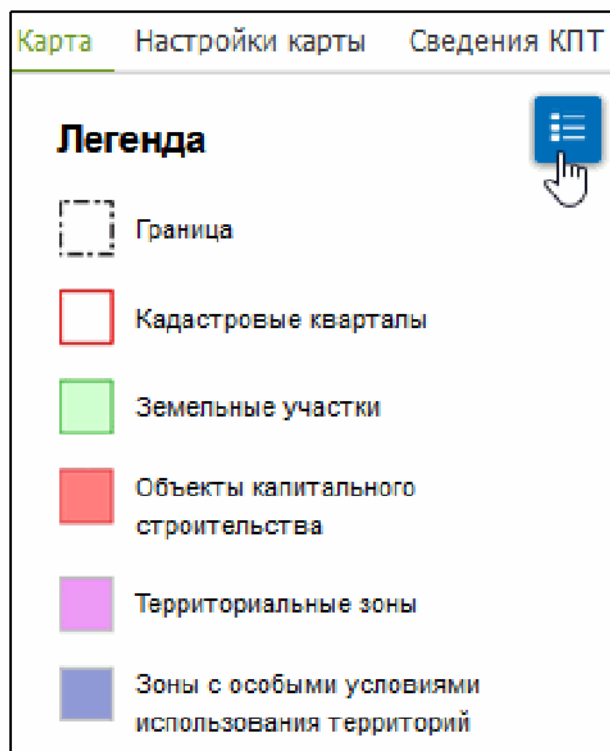 Карта Настройки карты Сведения КПТ
Легенда
Граница
Кадастровые кварталы
Земельные участки
Объекты капитального
строительства
Территориальные зоны
Зоны с особыми условиями
использования территорий